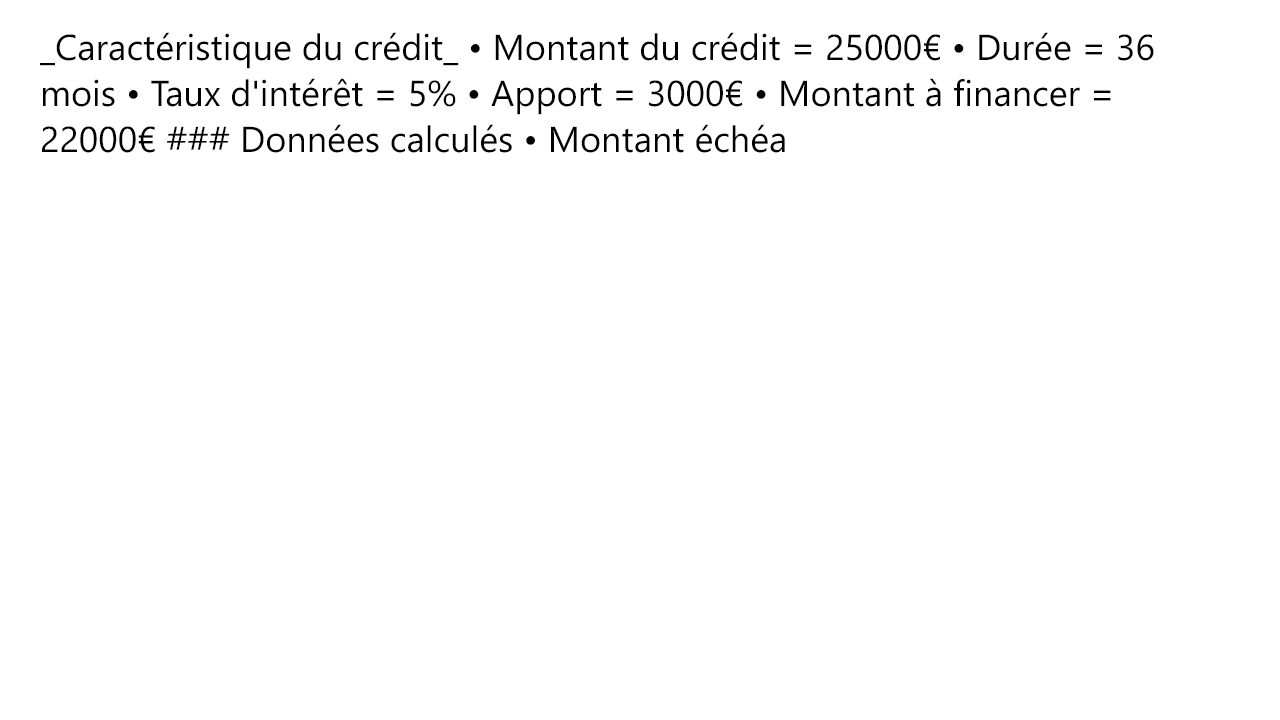 _Caractéristique du crédit_ • Montant du crédit = 25000€ • Durée = 36
mois • Taux d'intérêt = 5% • Apport = 3000€ • Montant à financer =
22000€ ### Données calculés • Montant échéa